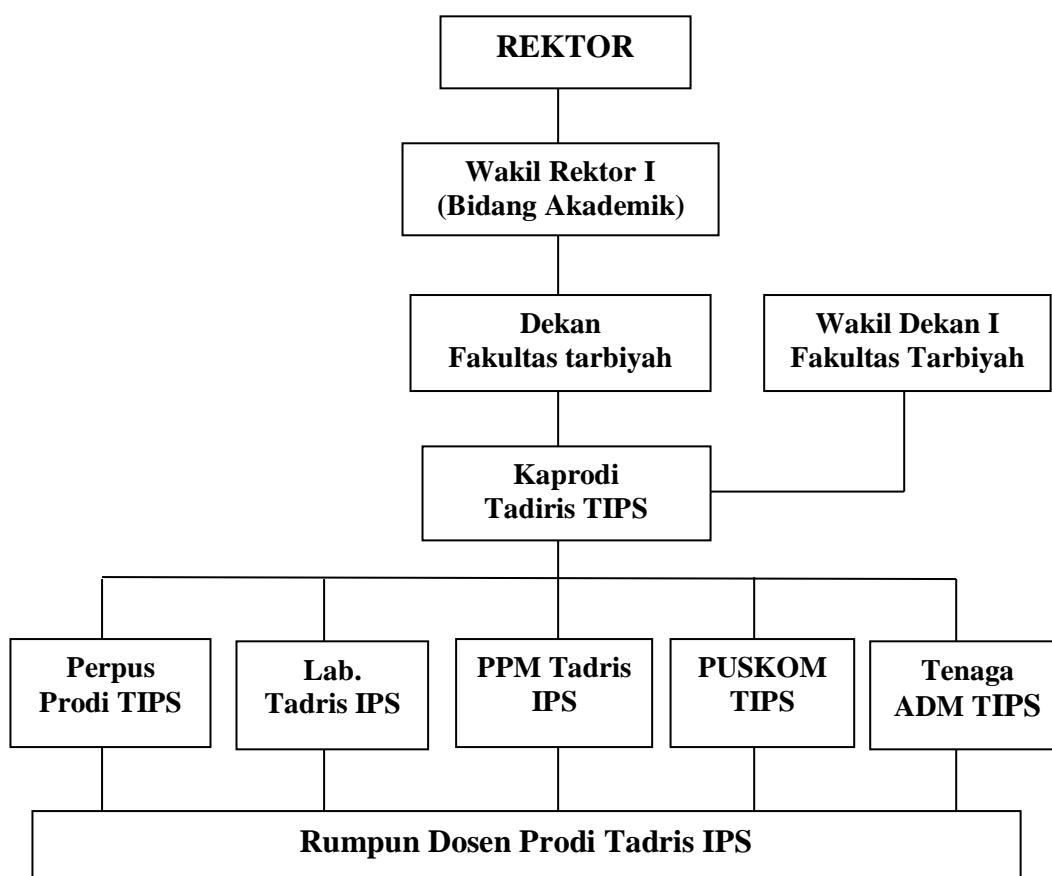 REKTOR
Wakil Rektor I
(Bidang Akademik)
Dekan
Fakultas tarbiyah
Wakil Dekan I
Fakultas Tarbiyah
Kaprodi
Tadiris TIPS
Perpus
Prodi TIPS
Lab.
Tadris IPS
PPM Tadris
IPS
PUSKOM
TIPS
Tenaga
ADM TIPS
Rumpun Dosen Prodi Tadris IPS